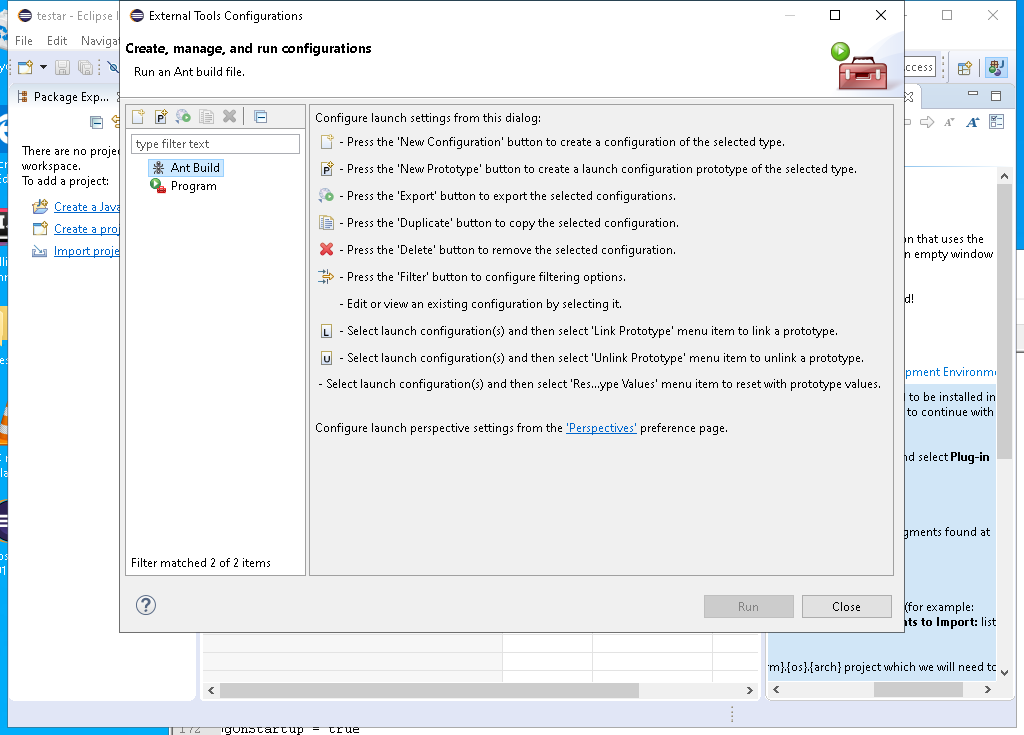 testar - Eclipse I
File Edit Navigat
External Tools Configurations
Create, manage, and run configurations
Run an Ant build file.
Package Exp...
There are no proje
workspace.
To add a project:
Create a Java
Create a proj
Import proje
type filter text
Ant Build
Program
Filter matched 2 of 2 items
Configure launch settings from this dialog:
- Press the 'New Configuration' button to create a configuration of the selected type.
P - Press the 'New Prototype' button to create a launch configuration prototype of the selected type.
- Press the 'Export' button to export the selected configurations.
- Press the 'Duplicate' button to copy the selected configuration.
- Press the 'Delete' button to remove the selected configuration.
- Press the 'Filter' button to configure filtering options.
- Edit or view an existing configuration by selecting it.
L - Select launch configuration(s) and then select 'Link Prototype' menu item to link a prototype.
U - Select launch configuration(s) and then select 'Unlink Prototype' menu item to unlink a prototype.
- Select launch configuration(s) and then select 'Res...ype Values' menu item to reset with prototype values.
Configure launch perspective settings from the 'Perspectives' preference page.
Run
Close
ccess
on that uses the
n empty window
d!
pment Environme
to be installed in
to continue with
nd select Plug-in
gments found at
(for example:
nts to Import: list
rm}.{os}.{arch} project which we will need to
172 gOnStartup = true